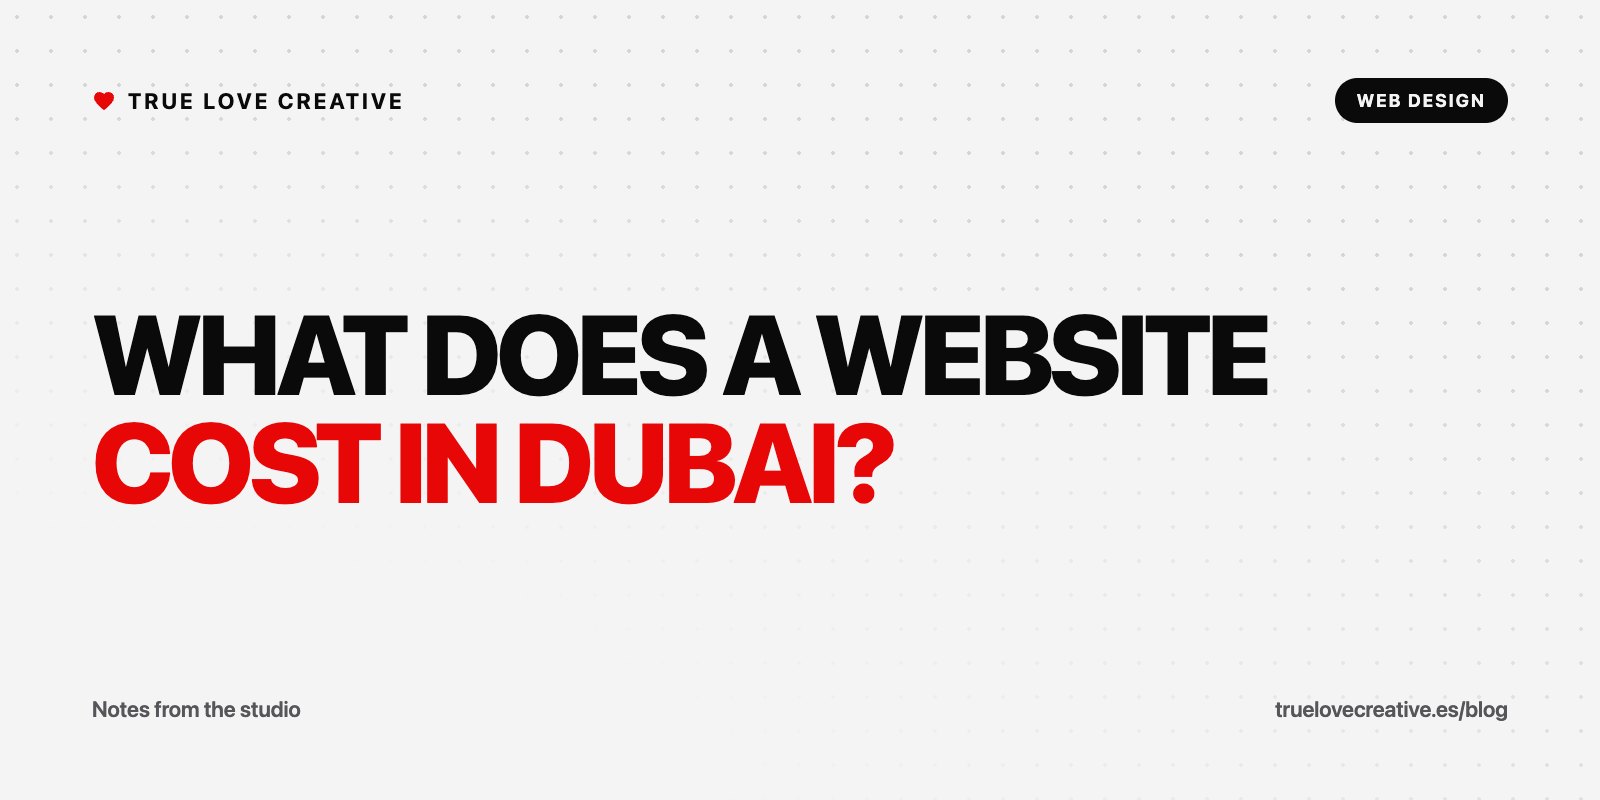 TRUE LOVE CREATIVE
WEB DESIGN
WHAT DOES A WEBSITE
COST IN DUBAI?
Notes from the studio
truelovecreative.es/blog